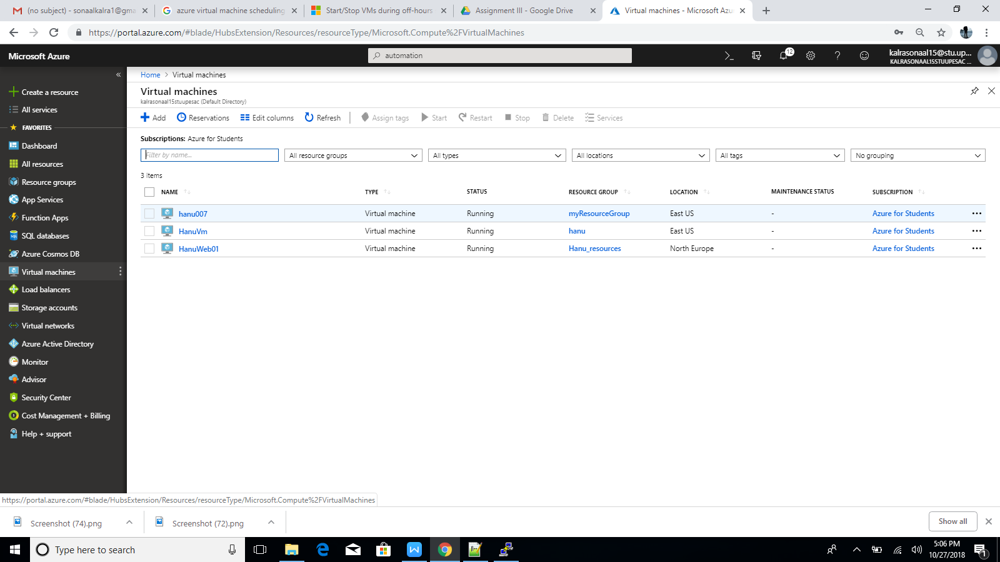 (no subject) - sonaalkalra1@gma
azure virtual machine scheduling
Start/Stop VMs during off-hours
Assignment III - Google Drive
Virtual machines - Microsoft Azu
https://portal.azure.com/#blade/HubsExtension/Resources/resourceType/Microsoft.Compute%2FVirtualMachines
Microsoft Azure
automation
12
kalrasonaal15@stu.up...
KALRASONAAL15STUUPESAC ...
Home > Virtual machines
Virtual machines
kalrasonaal15stuupesac (Default Directory)
Create a resource
All services
FAVORITES
Dashboard
All resources
Resource groups
App Services
Function Apps
SQL databases
Azure Cosmos DB
Virtual machines
Load balancers
Storage accounts
Virtual networks
Azure Active Directory
Monitor
Advisor
Security Center
Cost Management + Billing
Help + support
Add Reservations Edit columns Refresh Assign tags Start Restart Stop Delete Services
Subscriptions: Azure for Students
Filter by name... All resource groups All types All locations All tags No grouping
3 items
NAME TYPE STATUS RESOURCE GROUP LOCATION MAINTENANCE STATUS SUBSCRIPTION
hanu007 Virtual machine Running myResourceGroup East US - Azure for Students
HanuVm Virtual machine Running hanu East US - Azure for Students
HanuWeb01 Virtual machine Running Hanu_resources North Europe - Azure for Students
https://portal.azure.com/#blade/HubsExtension/Resources/resourceType/Microsoft.Compute%2FVirtualMachines
Screenshot (74).png
Screenshot (72).png
Show all
Type here to search
5:06 PM
10/27/2018
1